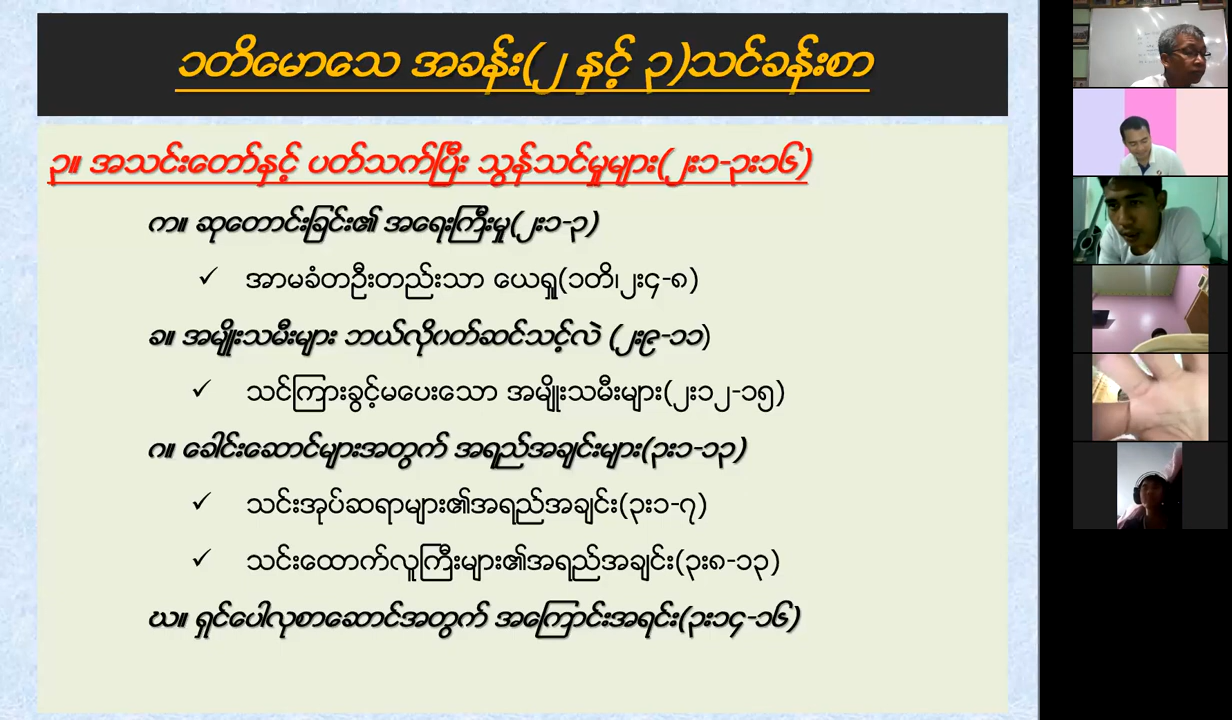 ၁တိမောသေ အခန်း(၂ နှင့် ၃)သင်ခန်းစာ
၃။ အသင်းတော်နှင့် ပတ်သက်ပြီး သွန်သင်မှုများ(၂း၁-၃း၁၆)
က။ ဆုတောင်းခြင်း၏ အရေးကြီးမှု(၂း၁-၃)
✓ အာမခံတဦးတည်းသာ ယေရှု(၁တိ၊၂း၄-၈)
ခ။ အမျိုးသမီးများ ဘယ်လို၀တ်ဆင်သင့်လဲ (၂း၉-၁၁)
✓ သင်ကြားခွင့်မပေးသော အမျိုးသမီးများ(၂း၁၂-၁၅)
ဂ။ ခေါင်းဆောင်များအတွက် အရည်အချင်းများ(၃း၁-၁၃)
✓ သင်းအုပ်ဆရာများ၏အရည်အချင်း(၃း၁-၇)
✓ သင်းထောက်လူကြီးများ၏အရည်အချင်း(၃း၈-၁၃)
ဃ။ ရှင်ပေါလုစာဆောင်အတွက် အကြောင်းအရင်း(၃း၁၄-၁၆)